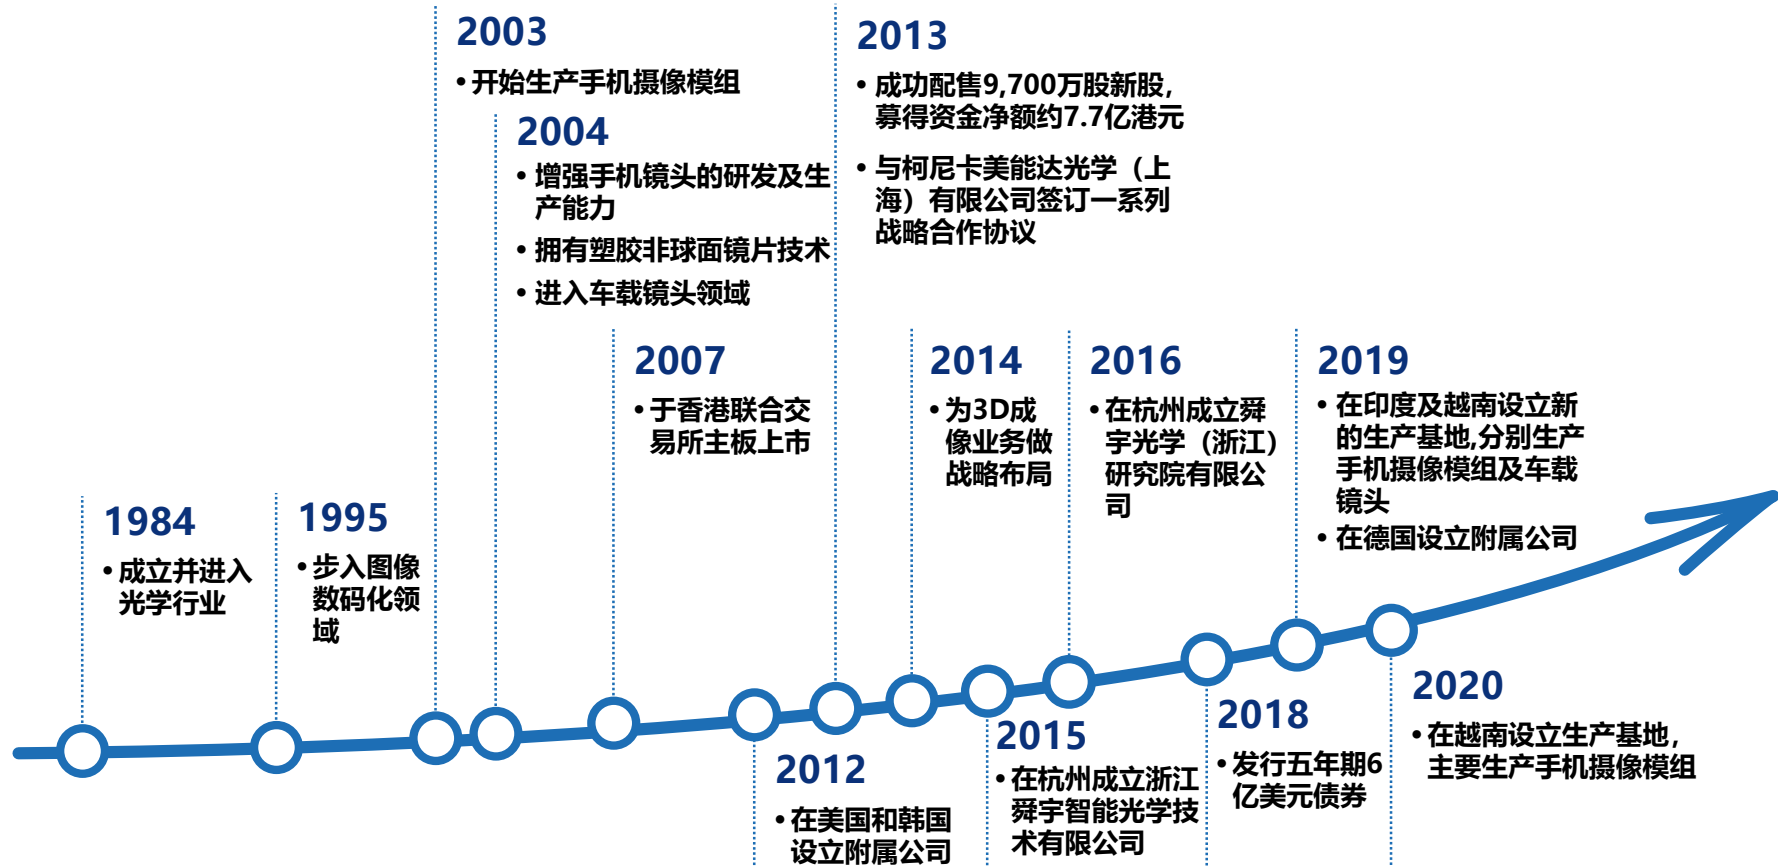 2003
• 开始生产手机摄像模组
2004
• 增强手机镜头的研发及生
产能力
• 拥有塑胶非球面镜片技术
• 进入车载镜头领域
2013
• 成功配售9,700万股新股，
募得资金净额约7.7亿港元
• 与柯尼卡美能达光学（上
海）有限公司签订一系列
战略合作协议
2007
• 于香港联合交
易所主板上市
2014
• 为3D成
像业务做
战略布局
2016
• 在杭州成立舜
宇光学（浙江）
研究院有限公
司
2019
• 在印度及越南设立新
的生产基地,分别生产
手机摄像模组及车载
镜头
• 在德国设立附属公司
1984
• 成立并进入
光学行业
1995
• 步入图像
数码化领
域
2012
• 在美国和韩国
设立附属公司
2015
• 在杭州成立浙江
舜宇智能光学技
术有限公司
2018
• 发行五年期6
亿美元债券
2020
• 在越南设立生产基地，
主要生产手机摄像模组